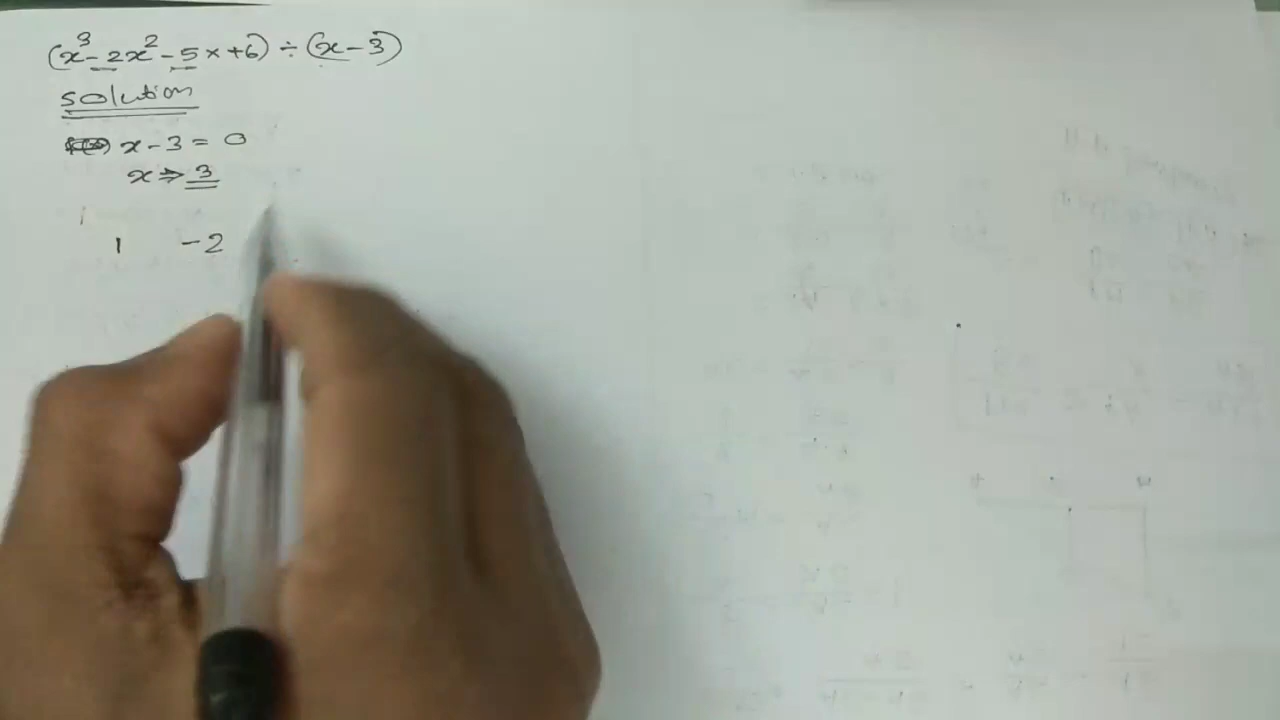 (x³-2x²-5x+6)÷(x-3)
solution
x-3=0
x⇒3
1 -2